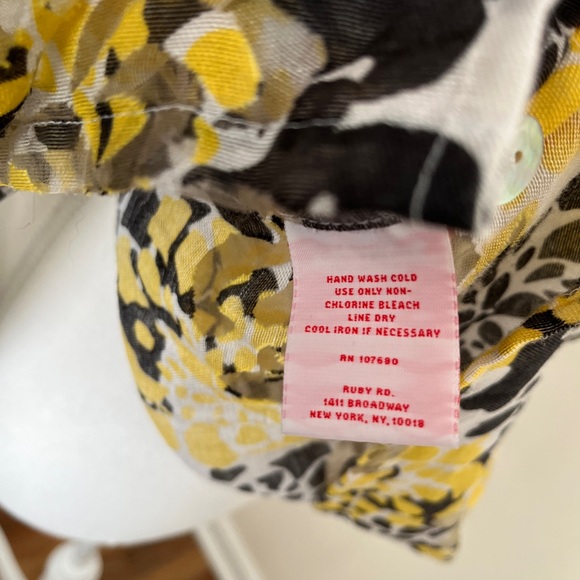 HAND WASH COLD
USE ONLY NON-
CHLORINE BLEACH
LINE DRY
COOL IRON IF NECESSARY
RN 107690
RUBY RD.
1411 BROADWAY
NEW YORK, NY, 10018